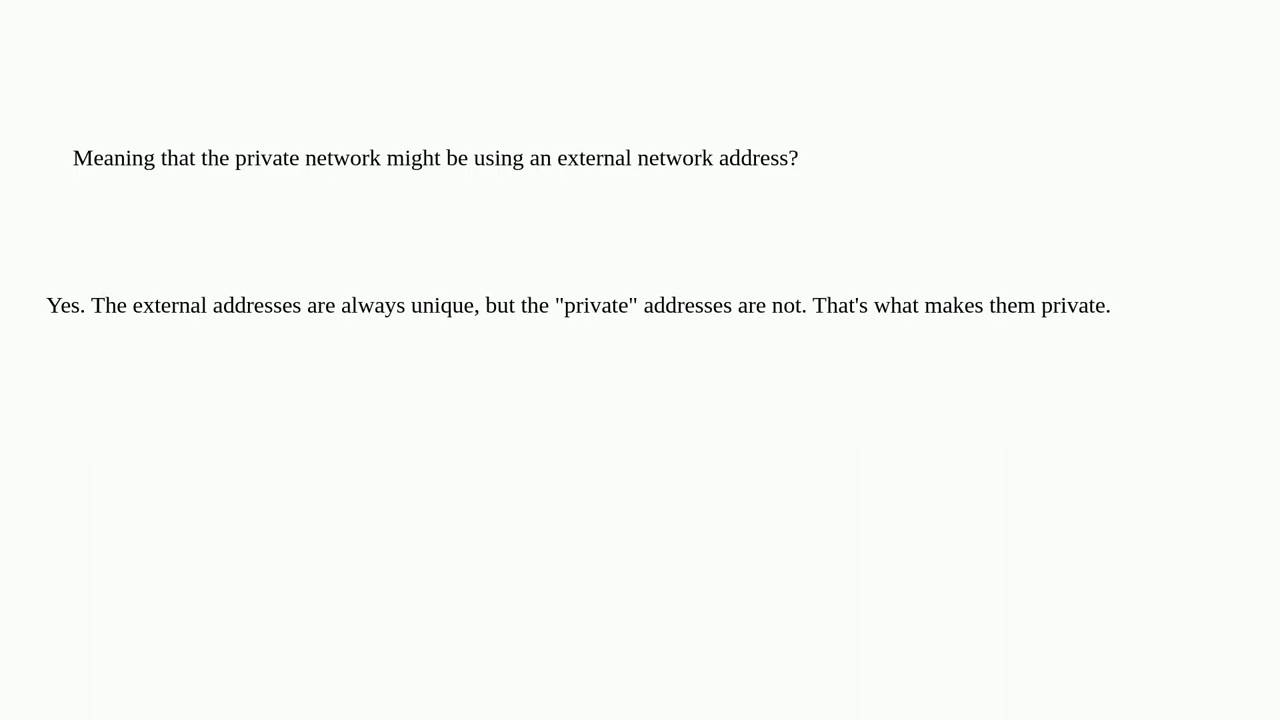 Meaning that the private network might be using an external network address?
Yes. The external addresses are always unique, but the "private" addresses are not. That's what makes them private.